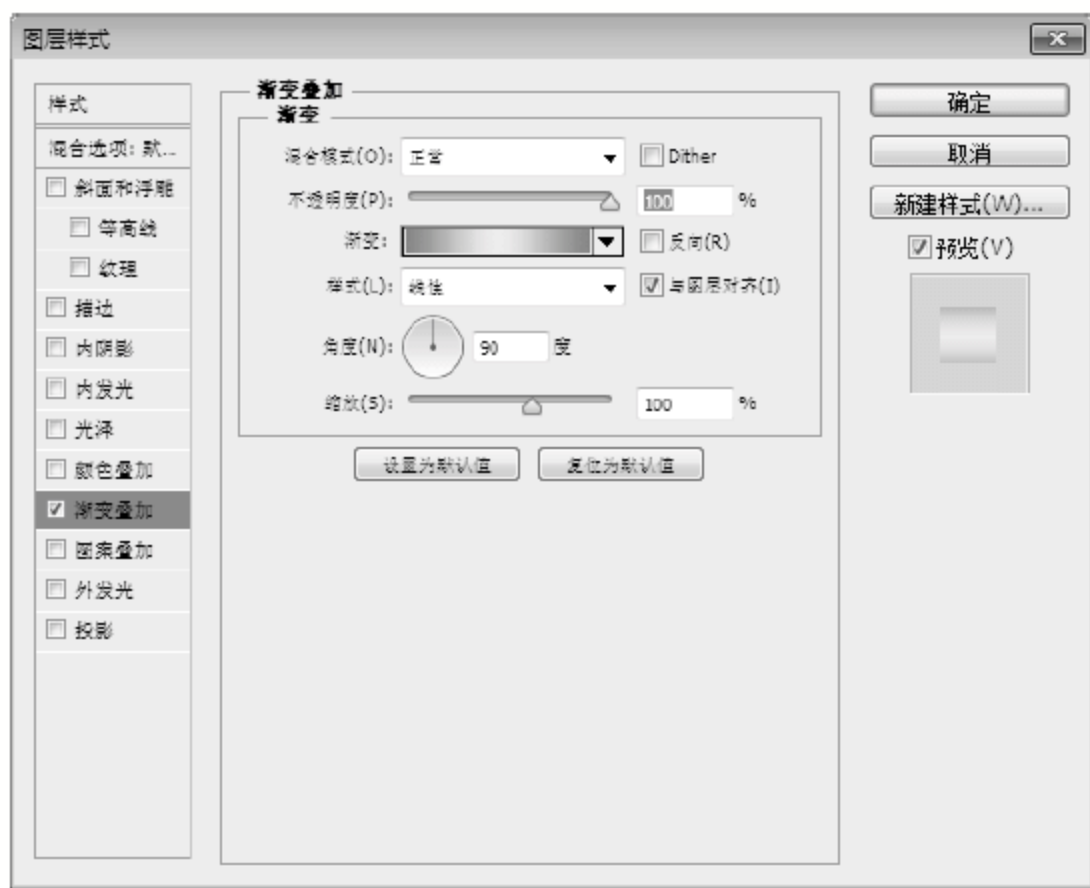 图层样式
样式
混合选项: 默...
斜面和浮雕
等高线
纹理
描边
内阴影
内发光
光泽
颜色叠加
渐变叠加
图案叠加
外发光
投影
渐变叠加
渐变
混合模式(O): 正常 Dither
不透明度(P): 100 %
渐变: 反向(R)
样式(L): 线性 与图层对齐(I)
角度(N): 90 度
缩放(S): 100 %
设置为默认值 复位为默认值
确定
取消
新建样式(W)...
预览(V)